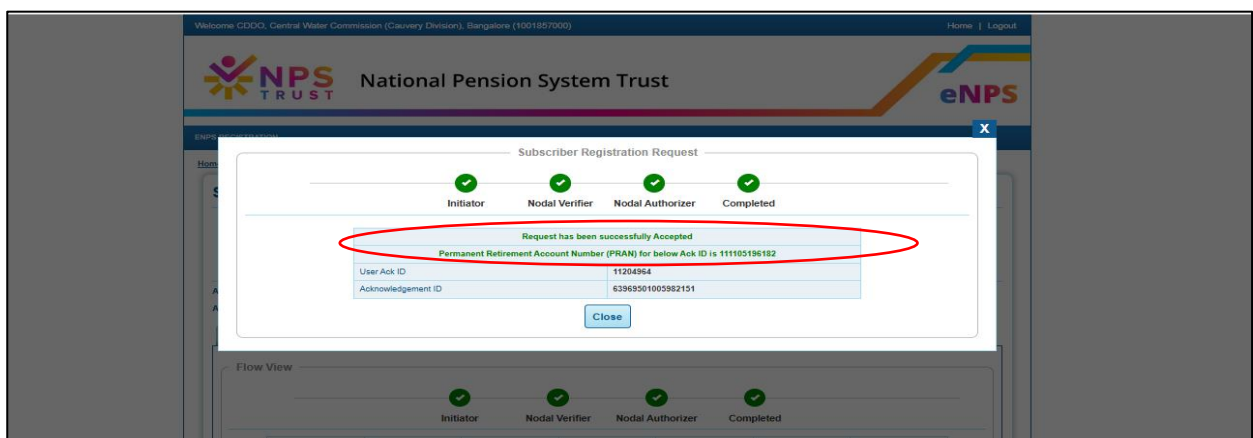 Welcome CDDO, Central Water Commission (Cauvery Division), Bangalore (1001857000)
Home | Logout
NPS
TRUST
National Pension System Trust
eNPS
ENPS REGISTRATION
X
Subscriber Registration Request
Initiator Nodal Verifier Nodal Authorizer Completed
Request has been successfully Accepted
Permanent Retirement Account Number (PRAN) for below Ack ID is 111105196182
User Ack ID 11204964
Acknowledgement ID 63969501005982151
Close
Flow View
Initiator Nodal Verifier Nodal Authorizer Completed